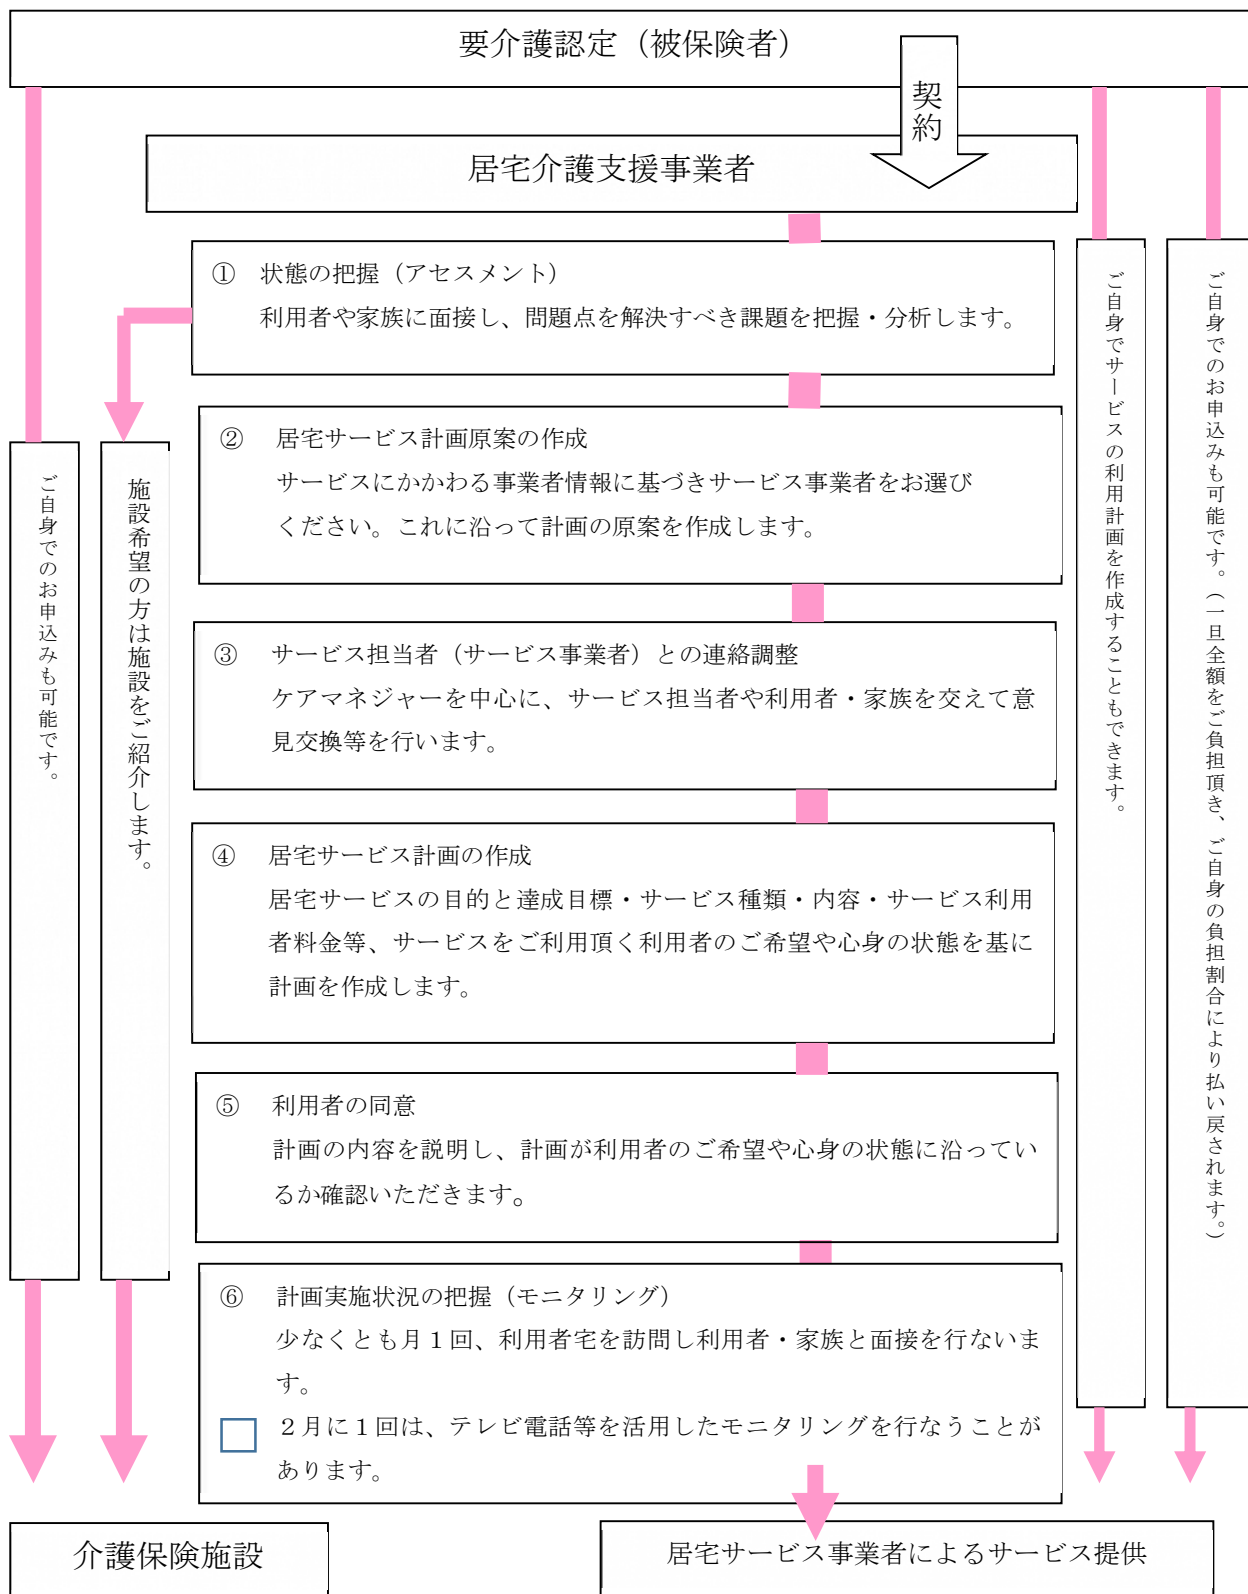 要介護認定（被保険者）
契約
居宅介護支援事業者
① 状態の把握（アセスメント）
利用者や家族に面接し、問題点を解決すべき課題を把握・分析します。
② 居宅サービス計画原案の作成
サービスにかかわる事業者情報に基づきサービス事業者をお選び
ください。これに沿って計画の原案を作成します。
③ サービス担当者（サービス事業者）との連絡調整
ケアマネジャーを中心に、サービス担当者や利用者・家族を交えて意
見交換等を行います。
④ 居宅サービス計画の作成
居宅サービスの目的と達成目標・サービス種類・内容・サービス利用
者料金等、サービスをご利用頂く利用者のご希望や心身の状態を基に
計画を作成します。
⑤ 利用者の同意
計画の内容を説明し、計画が利用者のご希望や心身の状態に沿ってい
るか確認いただきます。
⑥ 計画実施状況の把握（モニタリング）
少なくとも月１回、利用者宅を訪問し利用者・家族と面接を行ないま
す。
２月に１回は、テレビ電話等を活用したモニタリングを行なうことが
あります。
ご自身でのお申込みも可能です。
施設希望の方は施設をご紹介します。
ご自身でサービスの利用計画を作成することもできます。
ご自身でのお申込みも可能です。（一旦全額をご負担頂き、ご自身の負担割合により払い戻されます。）
介護保険施設
居宅サービス事業者によるサービス提供